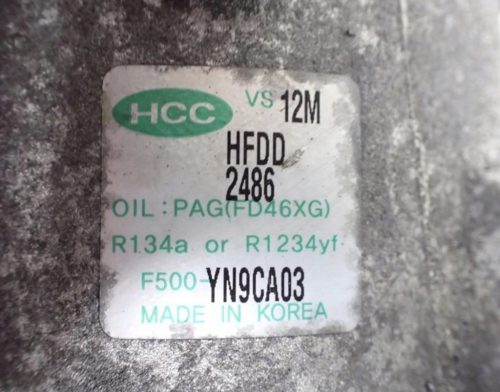 HCC VS 12M
HFDD
2486
OIL : PAG(FD46XG)
R134a or R1234yf
F500-YN9CA03
MADE IN KOREA